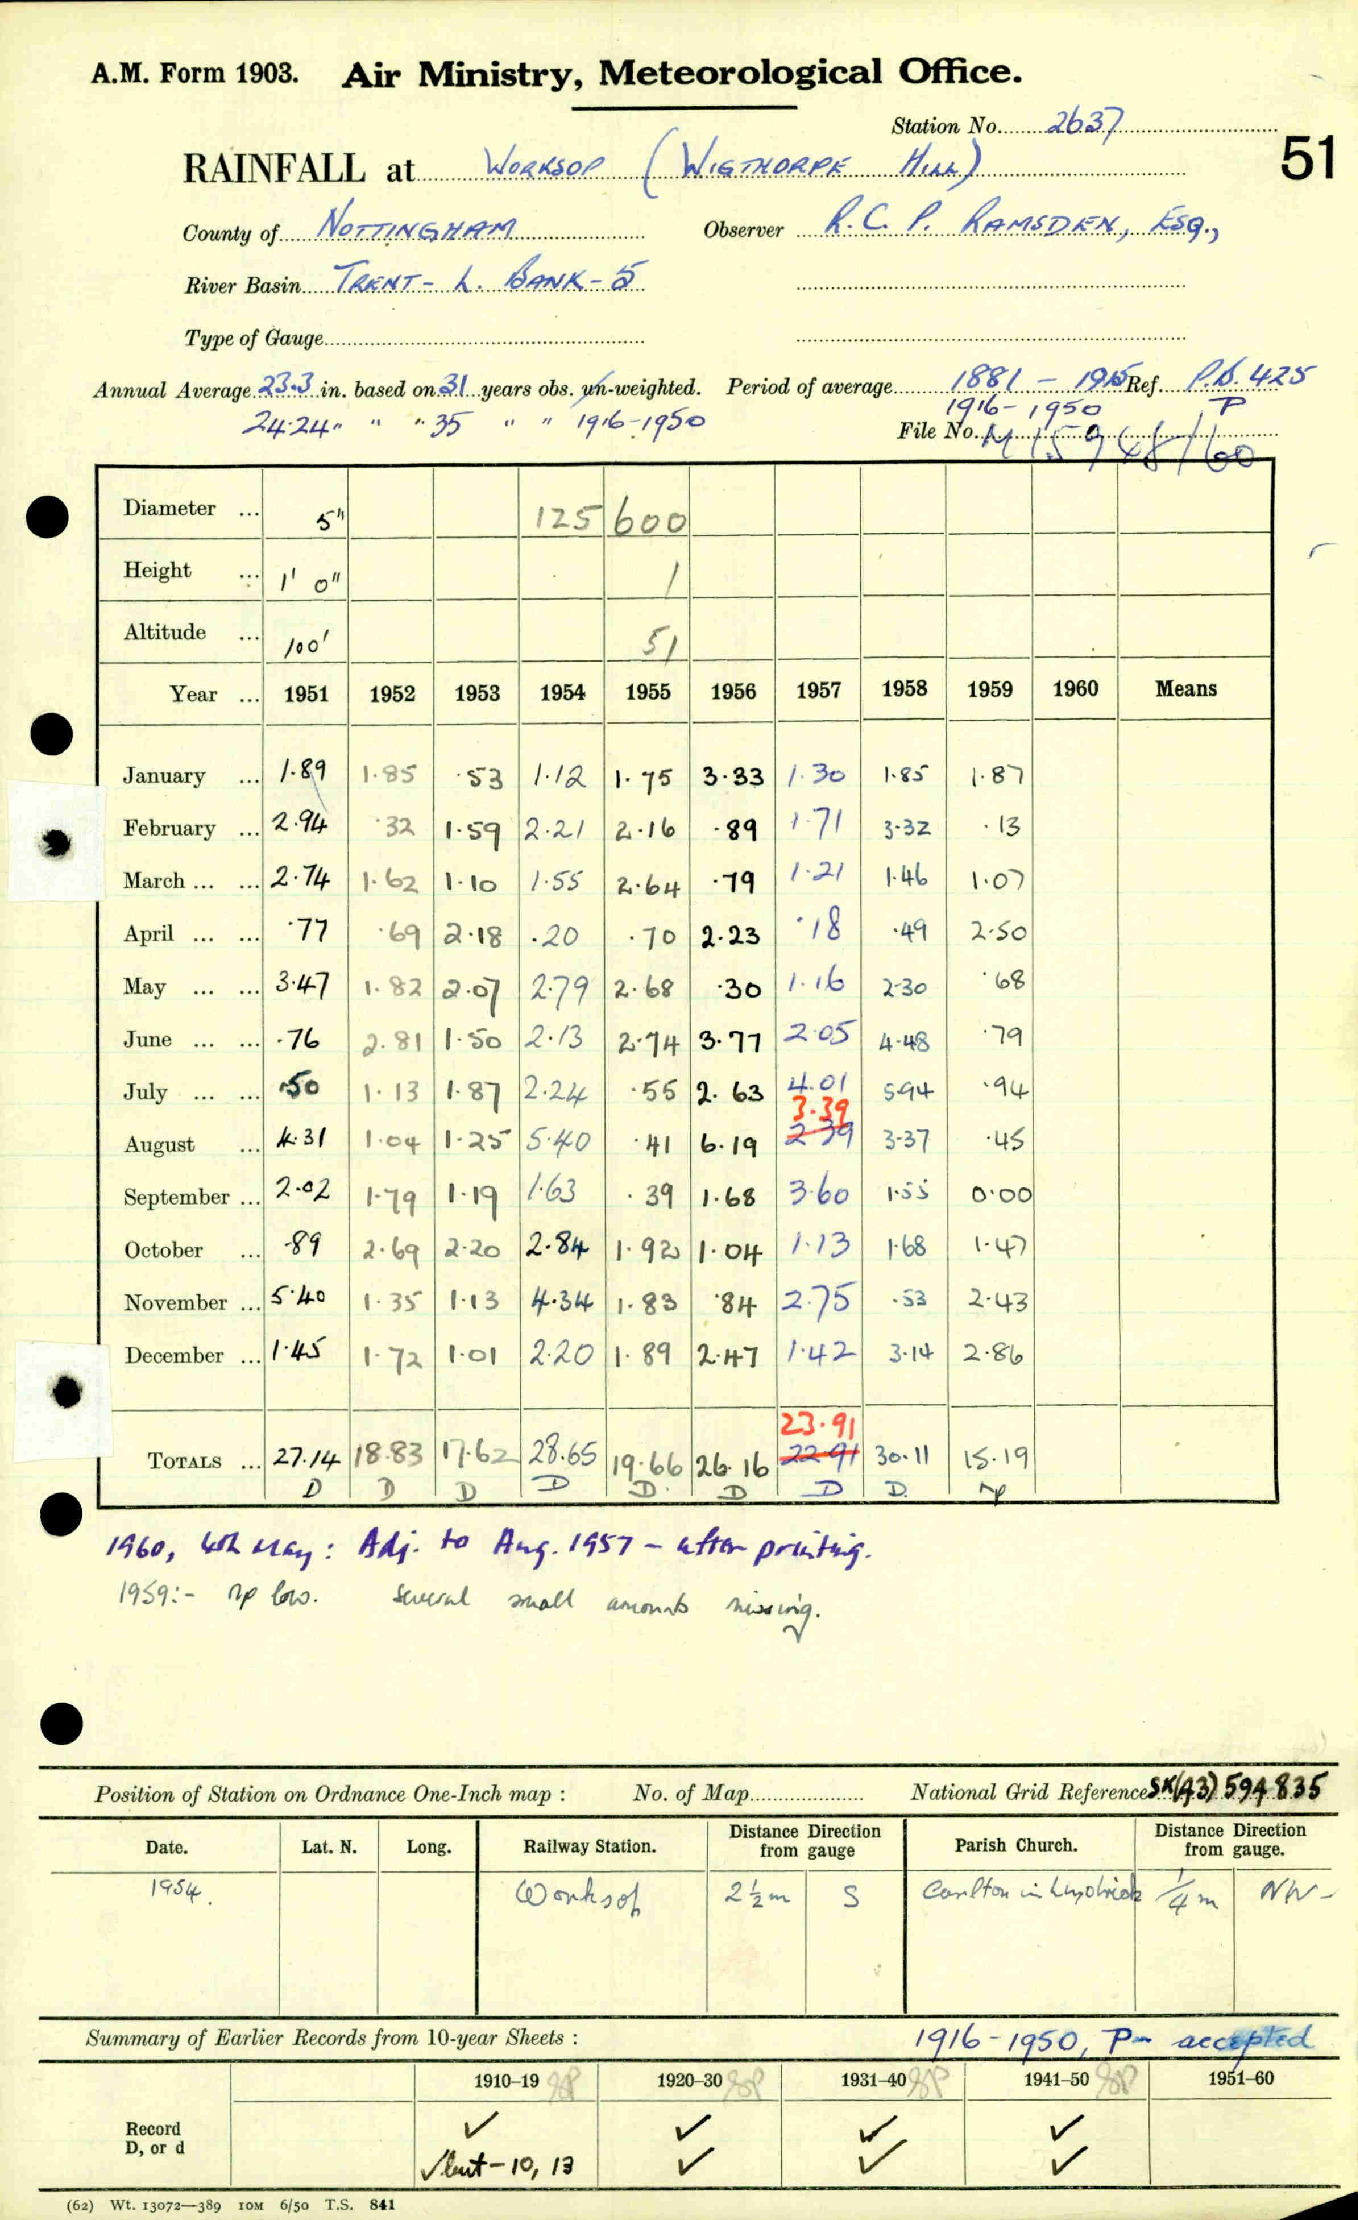 A.M. Form 1903. Air Ministry, Meteorological Office.
Station No. 2637
51
RAINFALL at WORKSOP (WIGTHORPE HILL)
County of NOTTINGHAM Observer R.C.P. RAMSDEN, ESQ.,
River Basin TRENT - L. BANK - 5
Type of Gauge
Annual Average 23.3 in. based on 31 years obs. un-weighted. Period of average 1881 - 1915 Ref. P.D. 425
24.24 " " " 35 " " 1916-1950 1916-1950 P
File No. M15948/60
Diameter ... 5" 125600
Height ... 1' 0" 1
Altitude ... 100' 51
Year ... 1951 1952 1953 1954 1955 1956 1957 1958 1959 1960 Means
January ... 1.89 1.85 .53 1.12 1.75 3.33 1.30 1.85 1.87
February ... 2.94 .32 1.59 2.21 2.16 .89 1.71 3.32 .13
March ... ... 2.74 1.62 1.10 1.55 2.64 .79 1.21 1.46 1.07
April ... ... .77 .69 2.18 .20 .70 2.23 .18 .49 2.50
May ... ... 3.47 1.82 2.07 2.79 2.68 .30 1.16 2.30 .68
June ... ... .76 2.81 1.50 2.13 2.74 3.77 2.05 4.48 .79
July ... ... .50 1.13 1.87 2.24 .55 2.63 4.01 5.94 .94
3.39
August ... 4.31 1.04 1.25 5.40 .41 6.19 2.39 3.37 .45
September ... 2.02 1.79 1.19 1.63 .39 1.68 3.60 1.55 0.00
October ... .89 2.69 2.20 2.84 1.92 1.04 1.13 1.68 1.47
November ... 5.40 1.35 1.13 4.34 1.83 .84 2.75 .53 2.43
December ... 1.45 1.72 1.01 2.20 1.89 2.47 1.42 3.14 2.86
23.91
TOTALS ... 27.14 18.83 17.62 28.65 19.66 26.16 22.91 30.11 15.19
D D D D D. D D D. np
1960, 4th May: Adj. to Aug. 1957 - after printing.
1959:- np low. Several small amounts missing.
Position of Station on Ordnance One-Inch map : No. of Map National Grid Reference SK(43) 594 835
Date. Lat. N. Long. Railway Station. Distance from Direction gauge Parish Church. Distance from Direction gauge.
1954. Worksop 2½m S Carlton in Lindrick ¼m NW-
Summary of Earlier Records from 10-year Sheets : 1916-1950, P- accepted
1910–19 1920–30 1931–40 1941–50 1951–60
Record ✓ ✓ ✓ ✓
D, or d ✓ but - 10, 13 ✓ ✓ ✓
(62) Wt. 13072—389 10M 6/50 T.S. 841